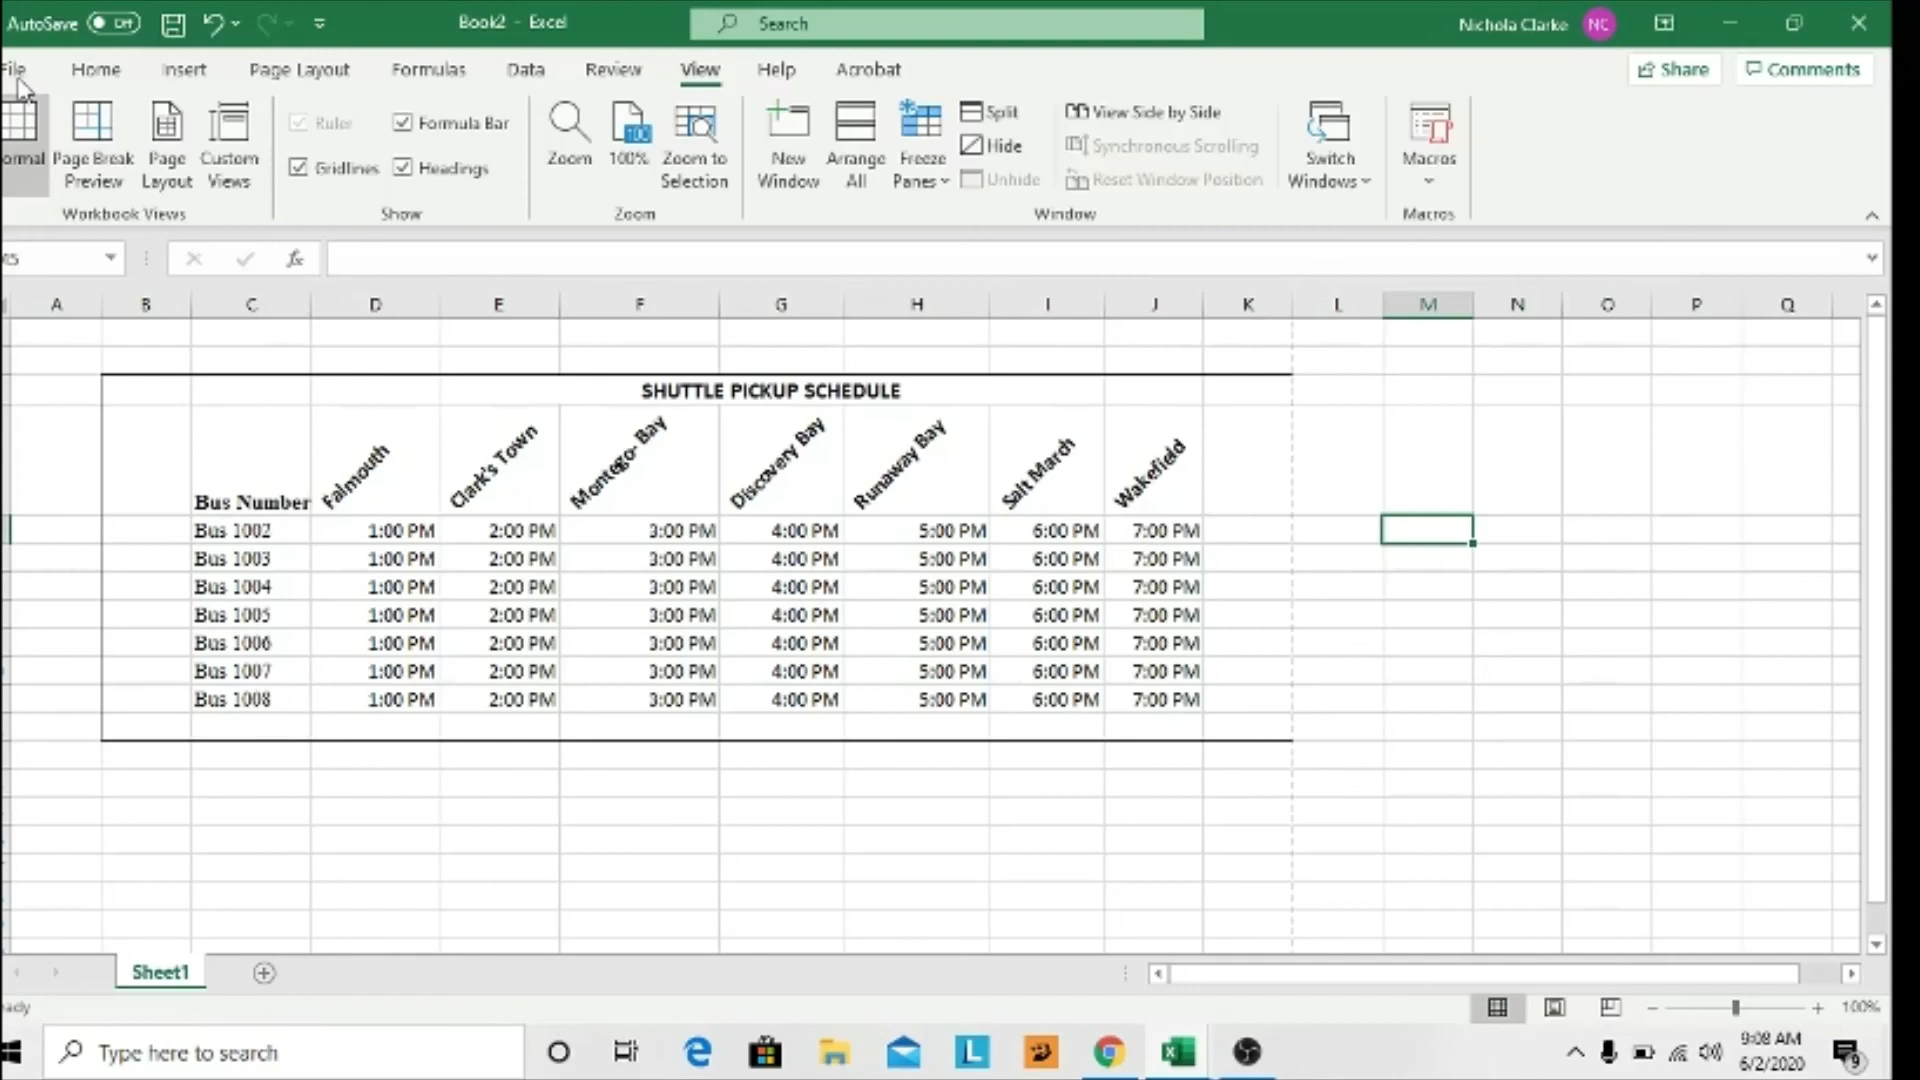 AutoSave Off Book2 - Excel Search Nichola Clarke NC
File Home Insert Page Layout Formulas Data Review View Help Acrobat Share Comments
Ruler Formula Bar
Gridlines Headings
Page Break Preview
Page Layout
Custom Views
Zoom
100%
Zoom to Selection
New Window
Arrange All
Freeze Panes
Split
Hide
Unhide
View Side by Side
Synchronous Scrolling
Reset Window Position
Switch Windows
Macros
Workbook Views Show Zoom Window Macros
fx
A B C D E F G H I J K L M N O P Q
SHUTTLE PICKUP SCHEDULE
Bus Number Falmouth Clark's Town Montego- Bay Discovery Bay Runaway Bay Salt Marsh Wakefield
Bus 1002 1:00 PM 2:00 PM 3:00 PM 4:00 PM 5:00 PM 6:00 PM 7:00 PM
Bus 1003 1:00 PM 2:00 PM 3:00 PM 4:00 PM 5:00 PM 6:00 PM 7:00 PM
Bus 1004 1:00 PM 2:00 PM 3:00 PM 4:00 PM 5:00 PM 6:00 PM 7:00 PM
Bus 1005 1:00 PM 2:00 PM 3:00 PM 4:00 PM 5:00 PM 6:00 PM 7:00 PM
Bus 1006 1:00 PM 2:00 PM 3:00 PM 4:00 PM 5:00 PM 6:00 PM 7:00 PM
Bus 1007 1:00 PM 2:00 PM 3:00 PM 4:00 PM 5:00 PM 6:00 PM 7:00 PM
Bus 1008 1:00 PM 2:00 PM 3:00 PM 4:00 PM 5:00 PM 6:00 PM 7:00 PM
Sheet1
100%
Type here to search
9:08 AM
6/2/2020
9